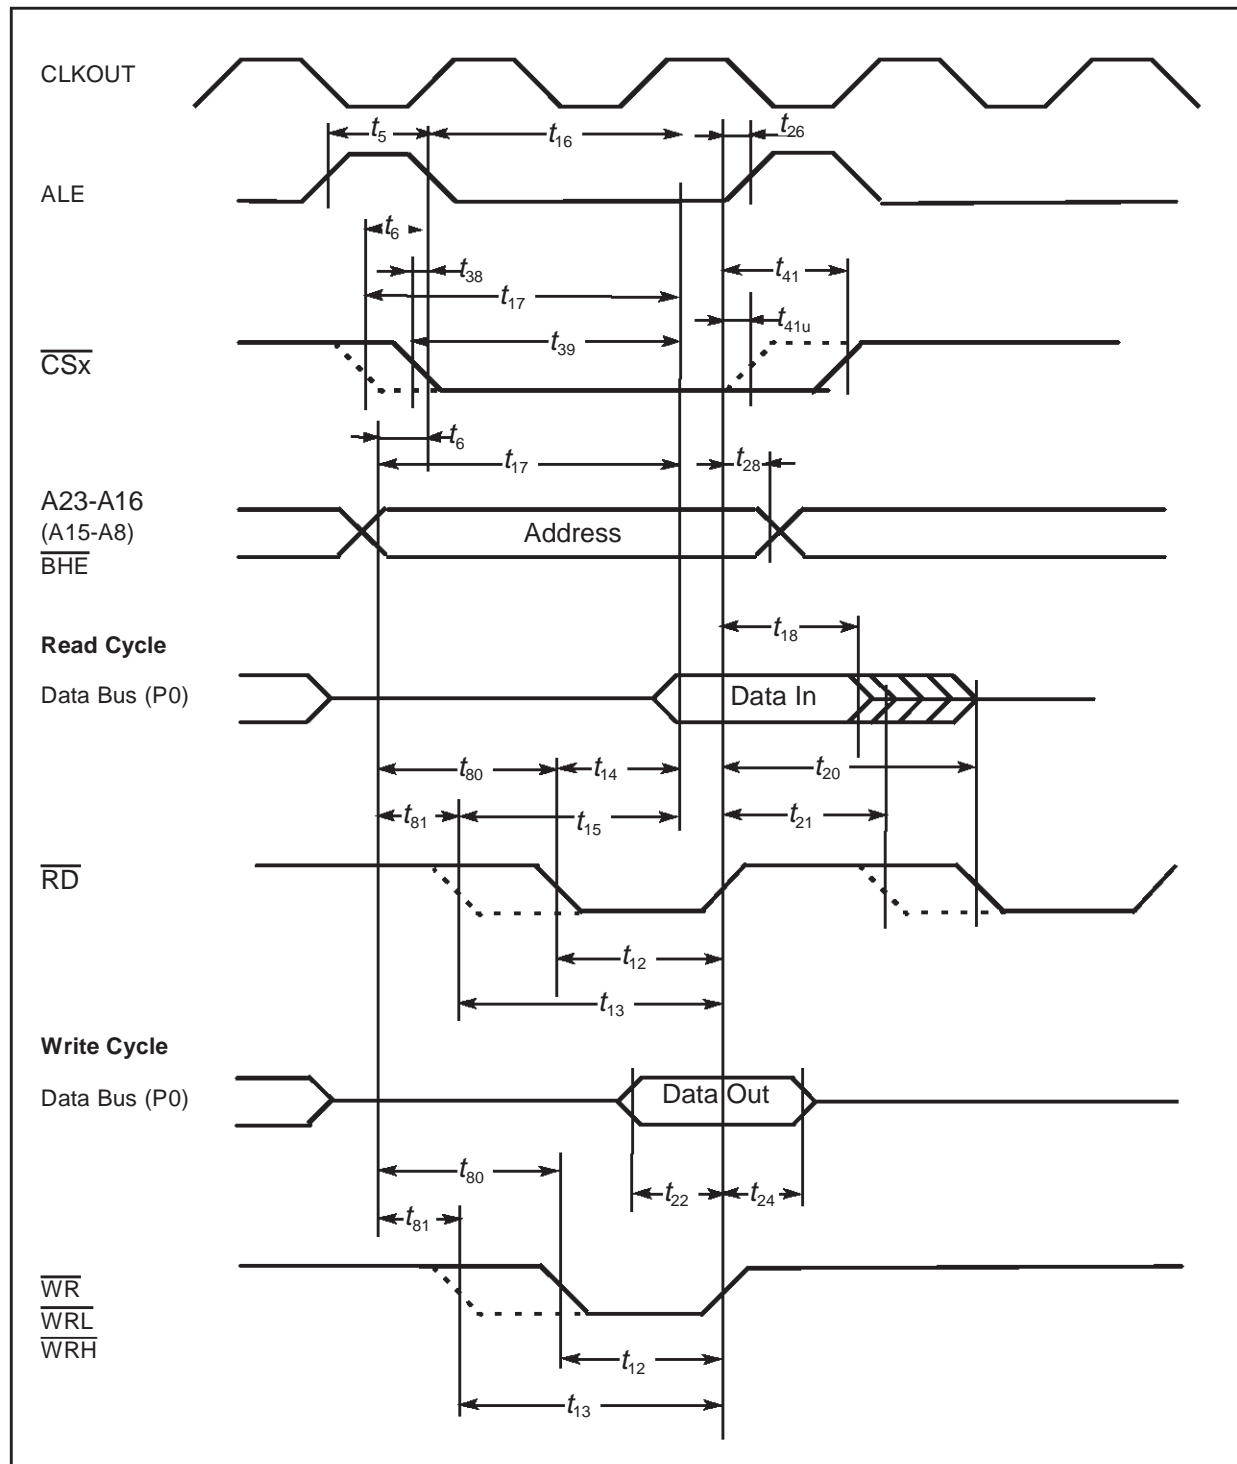 CLKOUT
t5
t16
t26
ALE
t6
t38
t41
t17
t41u
t39
CSx
t6
t17
t28
A23-A16
(A15-A8)
Address
BHE
Read Cycle
t18
Data Bus (P0)
Data In
t80
t14
t20
t81
t15
t21
RD
t12
t13
Write Cycle
Data Bus (P0)
Data Out
t80
t22
t24
t81
WR
WRL
WRH
t12
t13